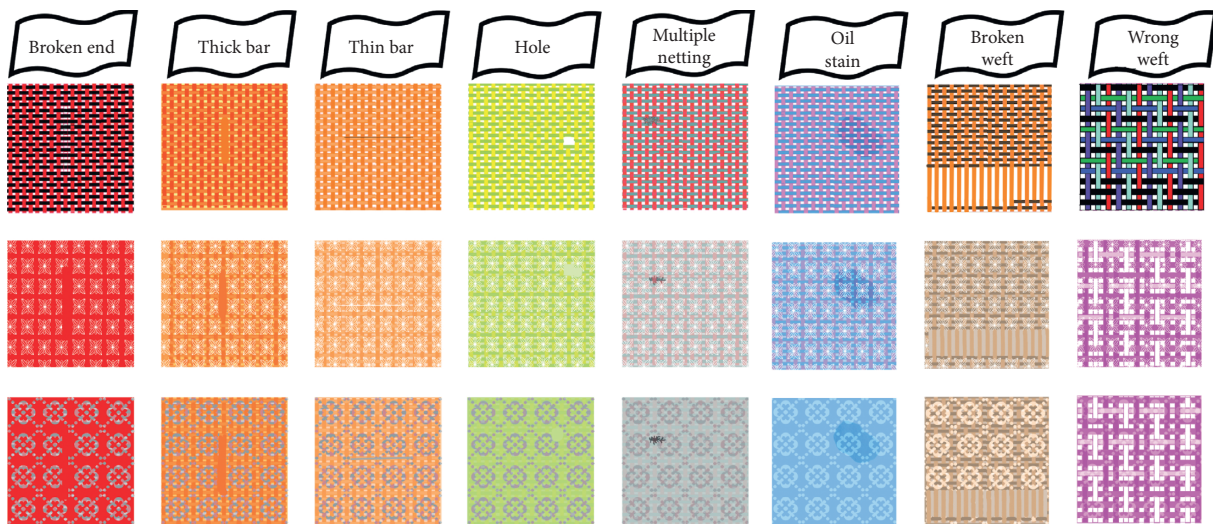 Broken end
Thick bar
Thin bar
Hole
Multiple
netting
Oil
stain
Broken
weft
Wrong
weft